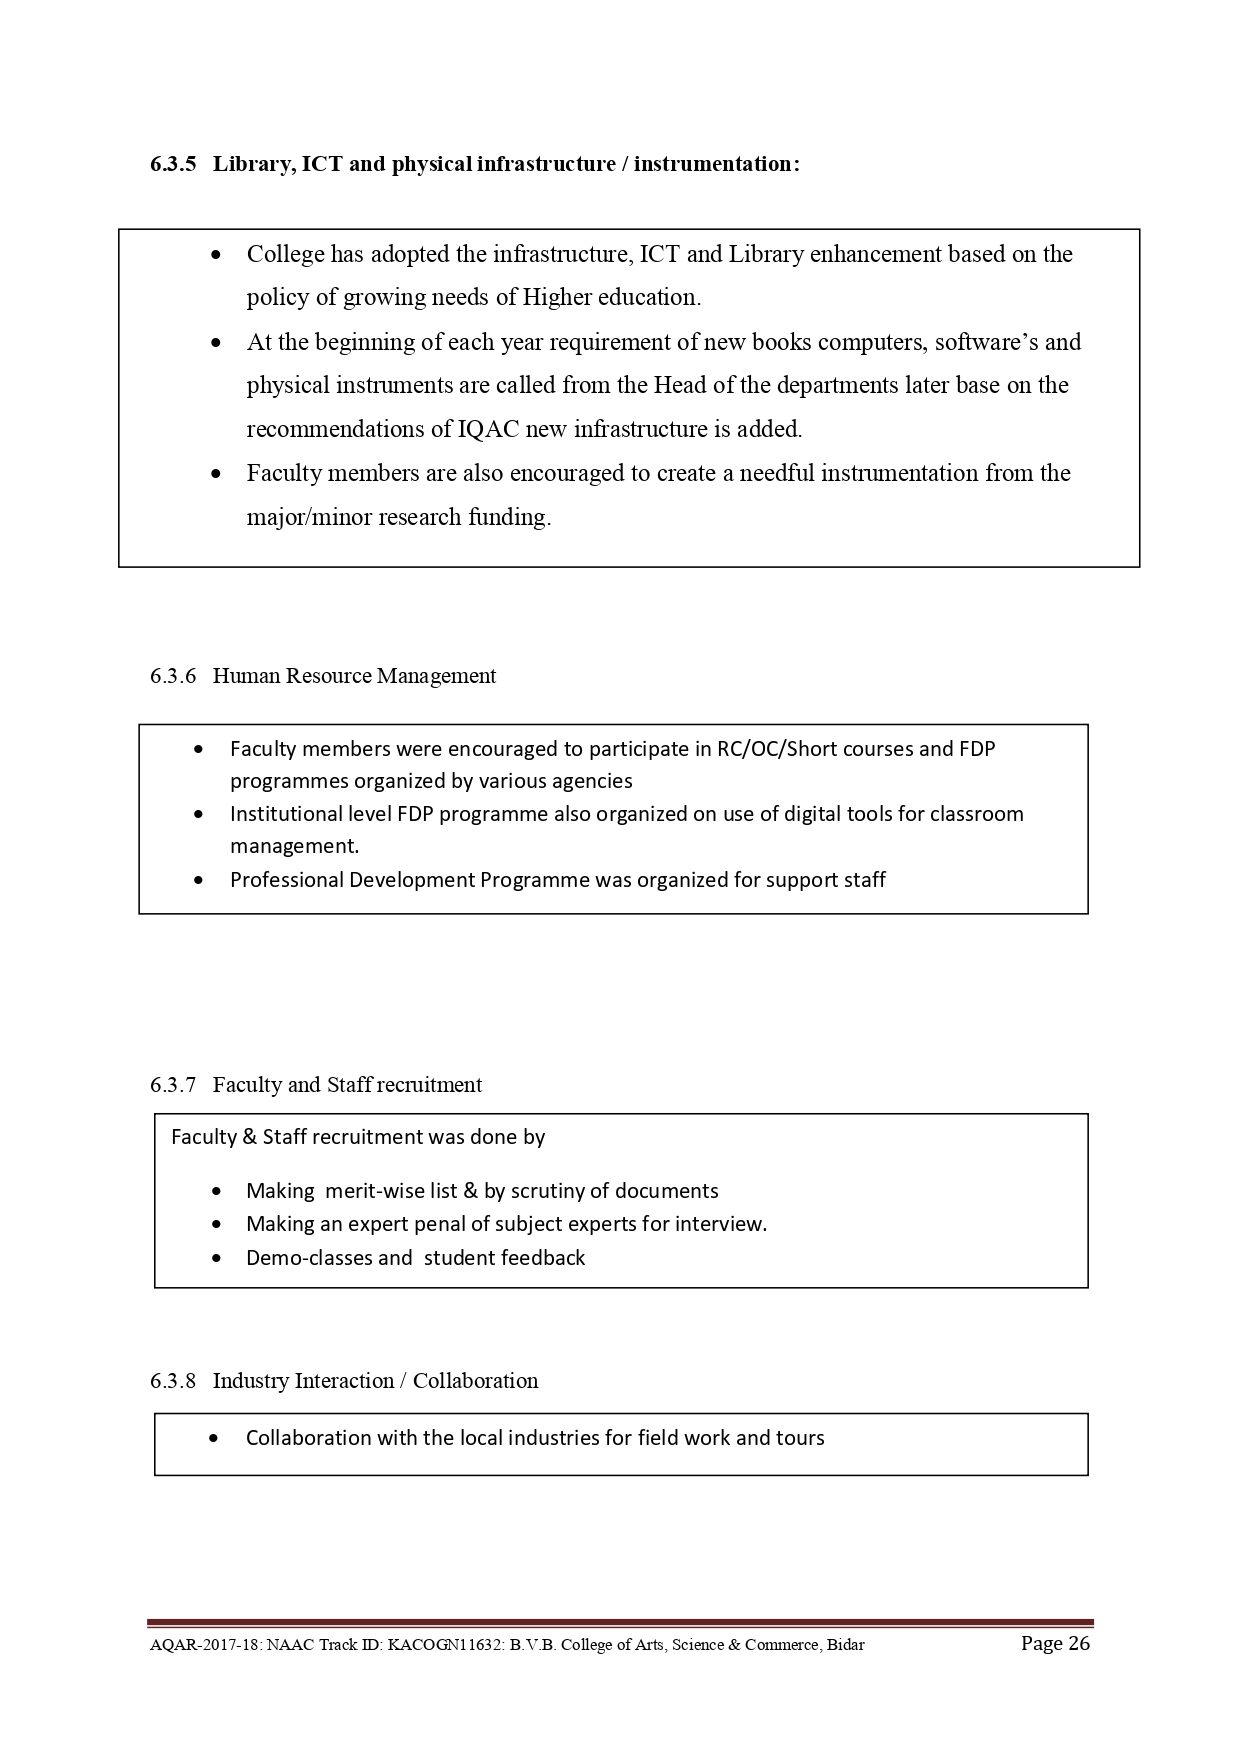 6.3.5 Library, ICT and physical infrastructure / instrumentation:
• College has adopted the infrastructure, ICT and Library enhancement based on the
policy of growing needs of Higher education.
• At the beginning of each year requirement of new books computers, software’s and
physical instruments are called from the Head of the departments later base on the
recommendations of IQAC new infrastructure is added.
• Faculty members are also encouraged to create a needful instrumentation from the
major/minor research funding.
6.3.6 Human Resource Management
• Faculty members were encouraged to participate in RC/OC/Short courses and FDP
programmes organized by various agencies
• Institutional level FDP programme also organized on use of digital tools for classroom
management.
• Professional Development Programme was organized for support staff
6.3.7 Faculty and Staff recruitment
Faculty & Staff recruitment was done by
• Making merit-wise list & by scrutiny of documents
• Making an expert penal of subject experts for interview.
• Demo-classes and student feedback
6.3.8 Industry Interaction / Collaboration
• Collaboration with the local industries for field work and tours
AQAR-2017-18: NAAC Track ID: KACOGN11632: B.V.B. College of Arts, Science & Commerce, Bidar Page 26